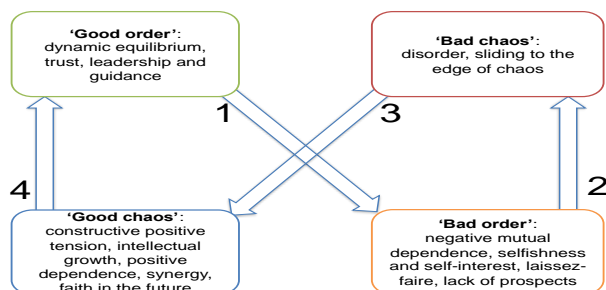 ‘Good order’:
dynamic equilibrium,
trust, leadership and
guidance
‘Bad chaos’:
disorder, sliding to the
edge of chaos
1
3
4
2
‘Good chaos’:
constructive positive
tension, intellectual
growth, positive
dependence, synergy,
faith in the future
‘Bad order’:
negative mutual
dependence, selfishness
and self-interest, laissez-
faire, lack of prospects